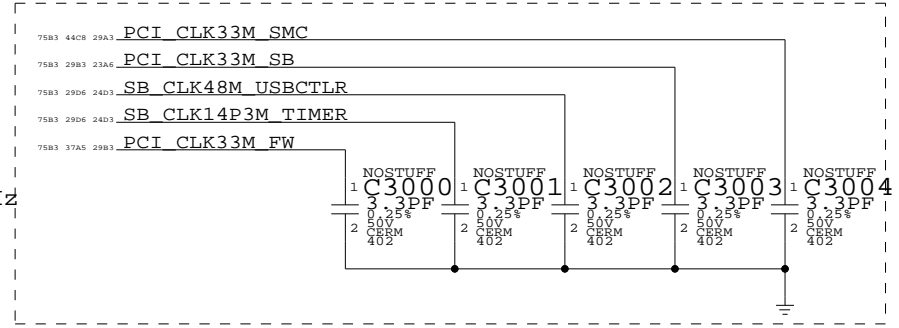 75B3 44C8 29A3 PCI_CLK33M_SMC
75B3 29B3 23A6 PCI_CLK33M_SB
75B3 29D6 24D3 SB_CLK48M_USBCTLR
75B3 29D6 24D3 SB_CLK14P3M_TIMER
75B3 37A5 29B3 PCI_CLK33M_FW
NOSTUFF NOSTUFF NOSTUFF NOSTUFF NOSTUFF
1 C3000 1 C3001 1 C3002 1 C3003 1 C3004
3.3PF 3.3PF 3.3PF 3.3PF 3.3PF
0.25% 0.25% 0.25% 0.25% 0.25%
2 50V 2 50V 2 50V 2 50V 2 50V
CERM CERM CERM CERM CERM
402 402 402 402 402